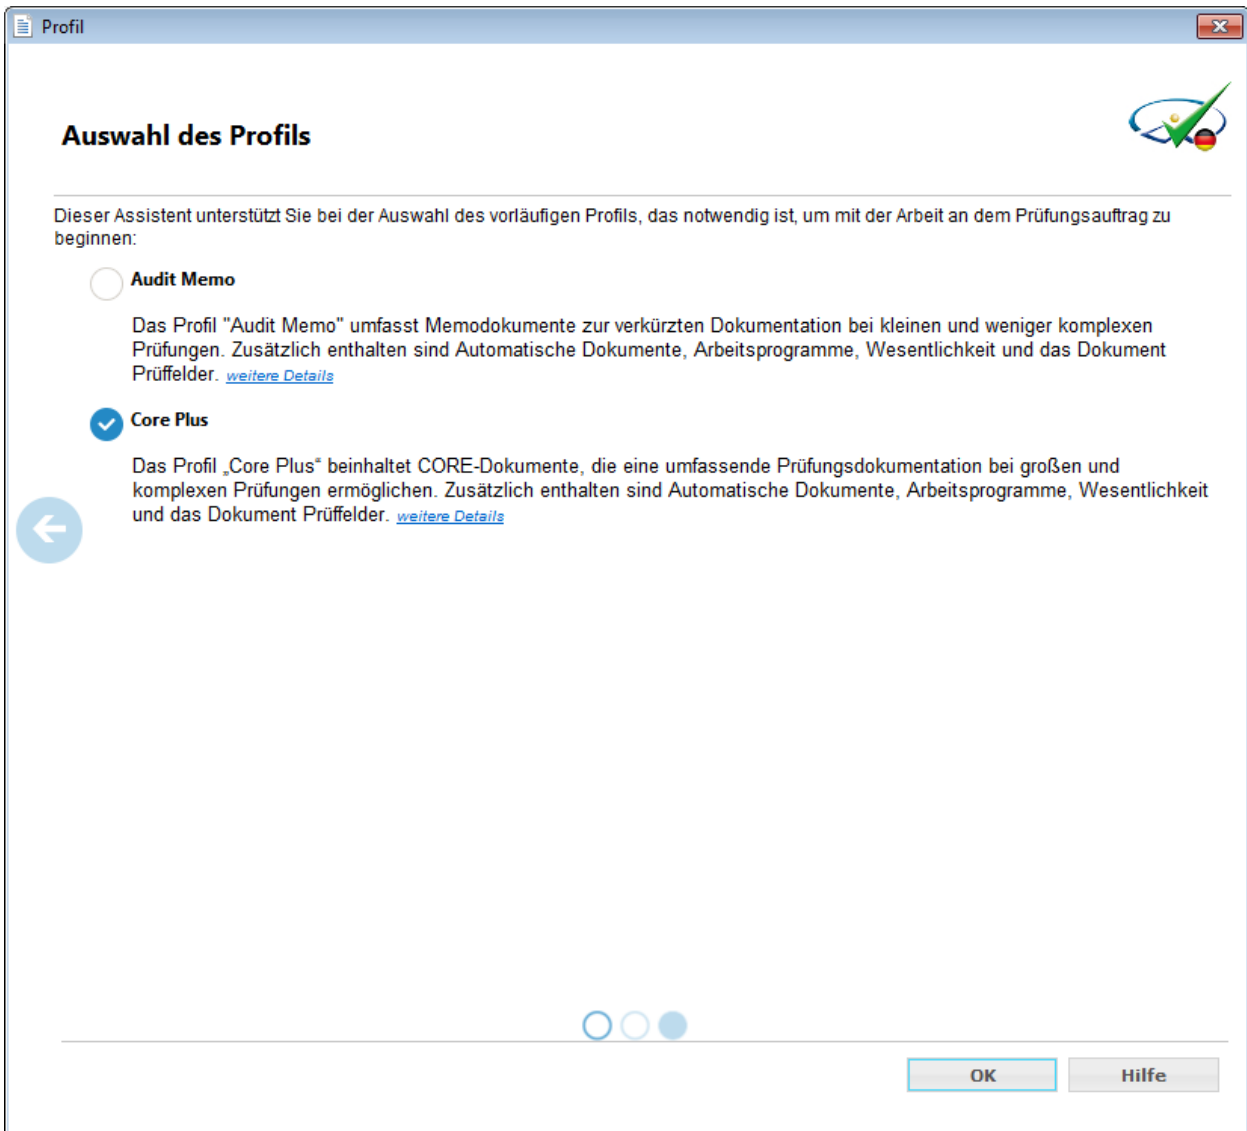 Profil
Auswahl des Profils
Dieser Assistent unterstützt Sie bei der Auswahl des vorläufigen Profils, das notwendig ist, um mit der Arbeit an dem Prüfungsauftrag zu
beginnen:
Audit Memo
Das Profil "Audit Memo" umfasst Memodokumente zur verkürzten Dokumentation bei kleinen und weniger komplexen
Prüfungen. Zusätzlich enthalten sind Automatische Dokumente, Arbeitsprogramme, Wesentlichkeit und das Dokument
Prüffelder. weitere Details
Core Plus
Das Profil „Core Plus“ beinhaltet CORE-Dokumente, die eine umfassende Prüfungsdokumentation bei großen und
komplexen Prüfungen ermöglichen. Zusätzlich enthalten sind Automatische Dokumente, Arbeitsprogramme, Wesentlichkeit
und das Dokument Prüffelder. weitere Details
OK
Hilfe